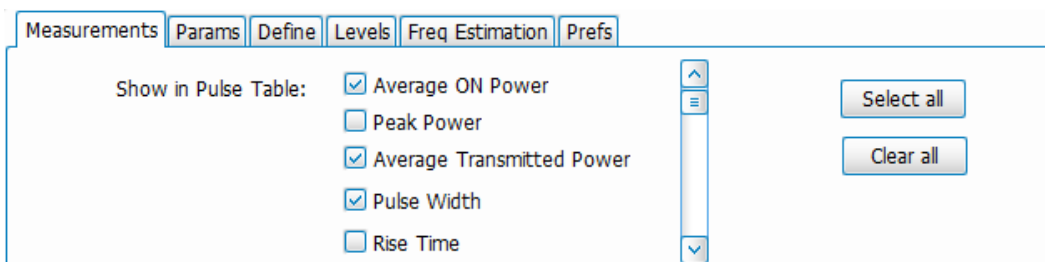 Measurements Params Define Levels Freq Estimation Prefs
Show in Pulse Table: Average ON Power Select all
Peak Power
Average Transmitted Power Clear all
Pulse Width
Rise Time